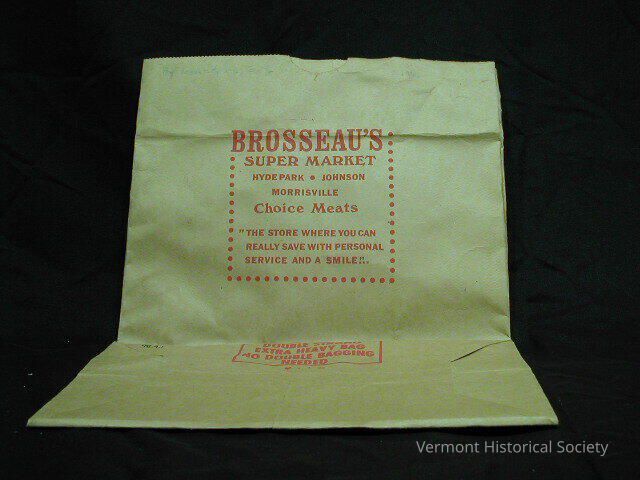 BROSSEAU'S
SUPER MARKET
HYDE PARK • JOHNSON
MORRISVILLE
Choice Meats
"THE STORE WHERE YOU CAN
REALLY SAVE WITH PERSONAL
SERVICE AND A SMILE!!"
DOUBLE
EXTRA HEAVY BAG
NO DOUBLE BAGGING
NEEDED
Vermont Historical Society